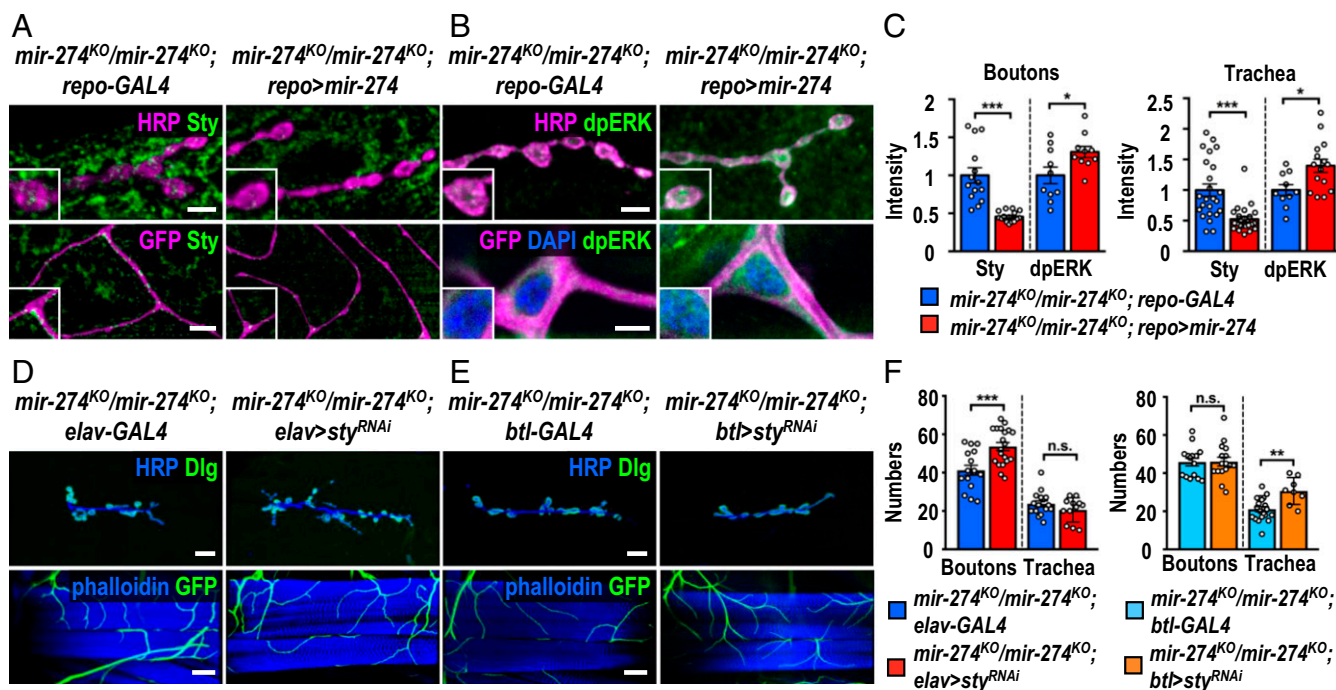 A
mir-274KO/mir-274KO;
repo-GAL4
mir-274KO/mir-274KO;
repo>mir-274
HRP Sty
GFP Sty
B
mir-274KO/mir-274KO;
repo-GAL4
mir-274KO/mir-274KO;
repo>mir-274
HRP dpERK
GFP DAPI dpERK
C
Boutons
Intensity
2
1.5
1
0.5
0
***
*
Sty dpERK
Trachea
Intensity
2.5
2
1.5
1
0.5
0
***
*
Sty dpERK
mir-274KO/mir-274KO; repo-GAL4
mir-274KO/mir-274KO; repo>mir-274
D
mir-274KO/mir-274KO;
elav-GAL4
mir-274KO/mir-274KO;
elav>styRNAi
HRP Dlg
phalloidin GFP
E
mir-274KO/mir-274KO;
btl-GAL4
mir-274KO/mir-274KO;
btl>styRNAi
HRP Dlg
phalloidin GFP
F
Numbers
80
60
40
20
0
***
n.s.
Boutons Trachea
Numbers
80
60
40
20
0
n.s.
**
Boutons Trachea
mir-274KO/mir-274KO;
elav-GAL4
mir-274KO/mir-274KO;
elav>styRNAi
mir-274KO/mir-274KO;
btl-GAL4
mir-274KO/mir-274KO;
btl>styRNAi